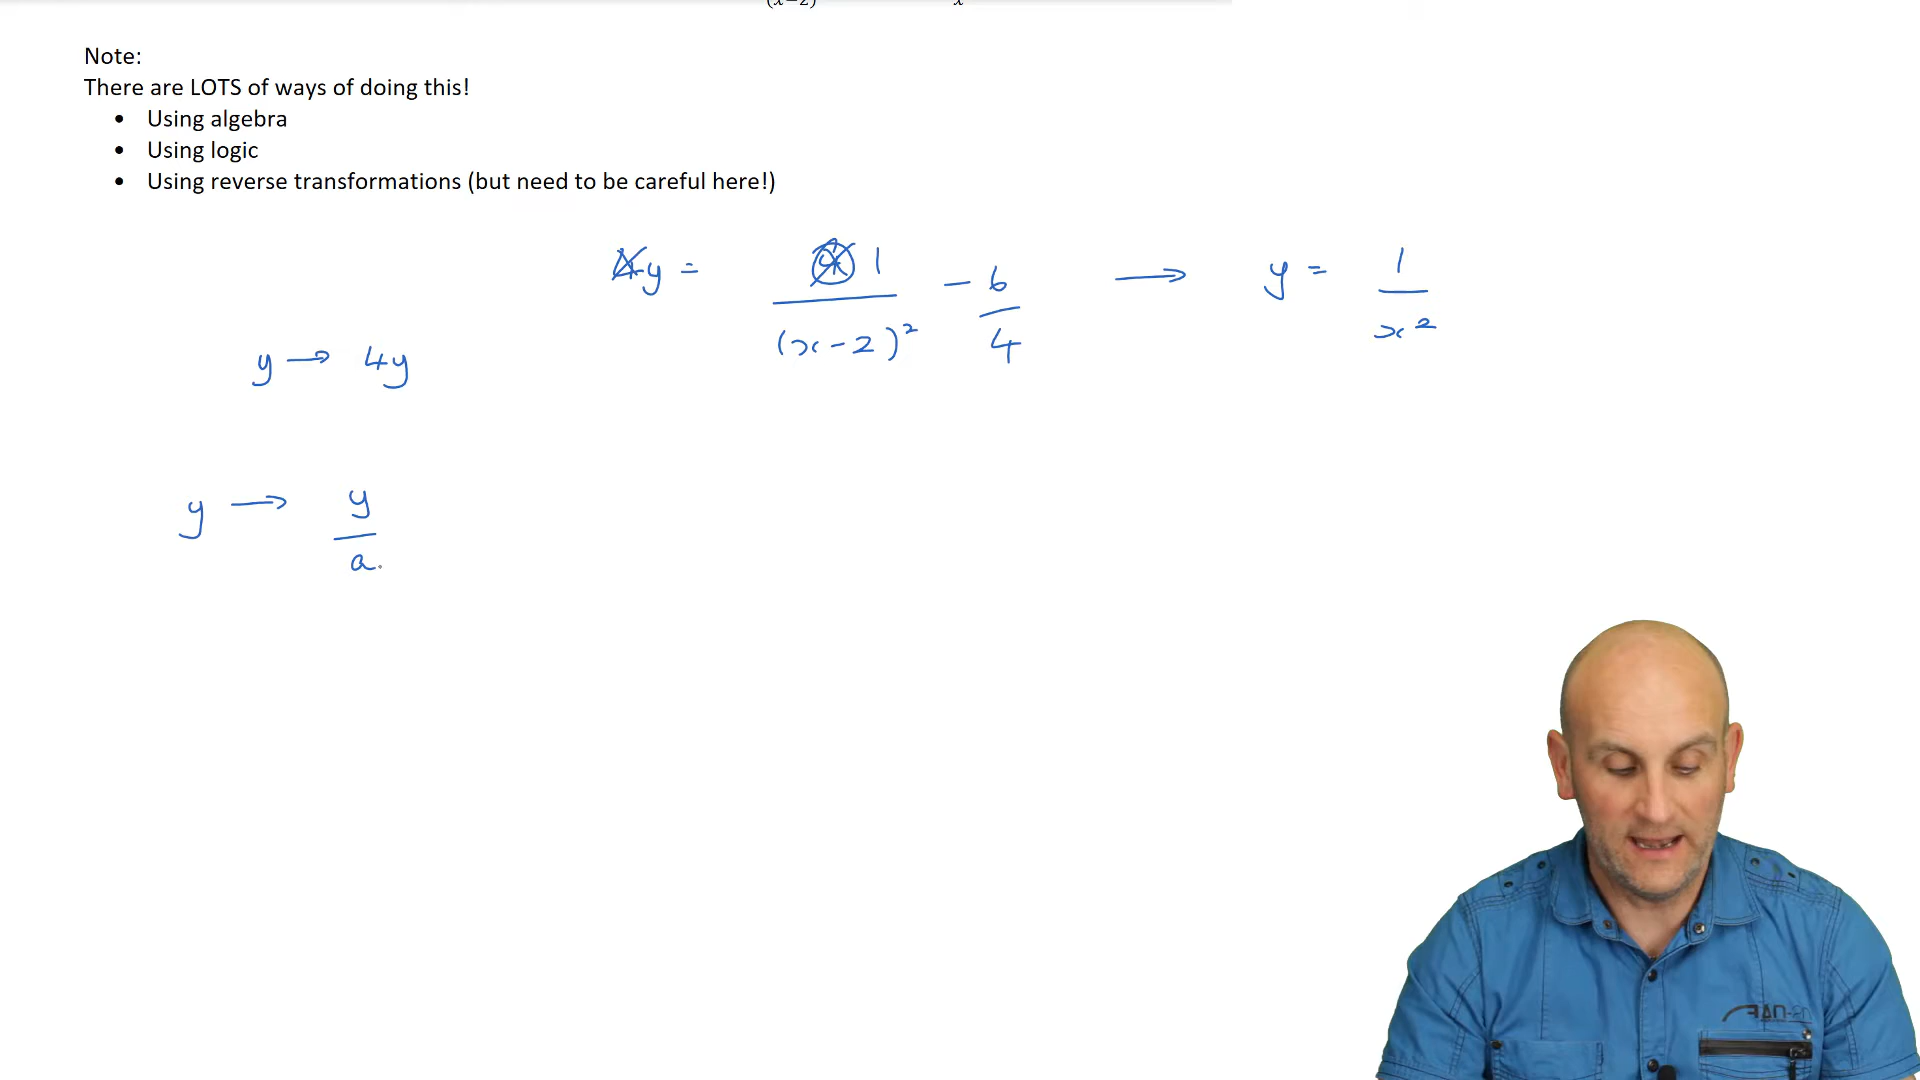 Note:
There are LOTS of ways of doing this!
• Using algebra
• Using logic
• Using reverse transformations (but need to be careful here!)
4y = 4 1 / (x-2)² - 6/4 → y = 1/x²
y → 4y
y → y/a